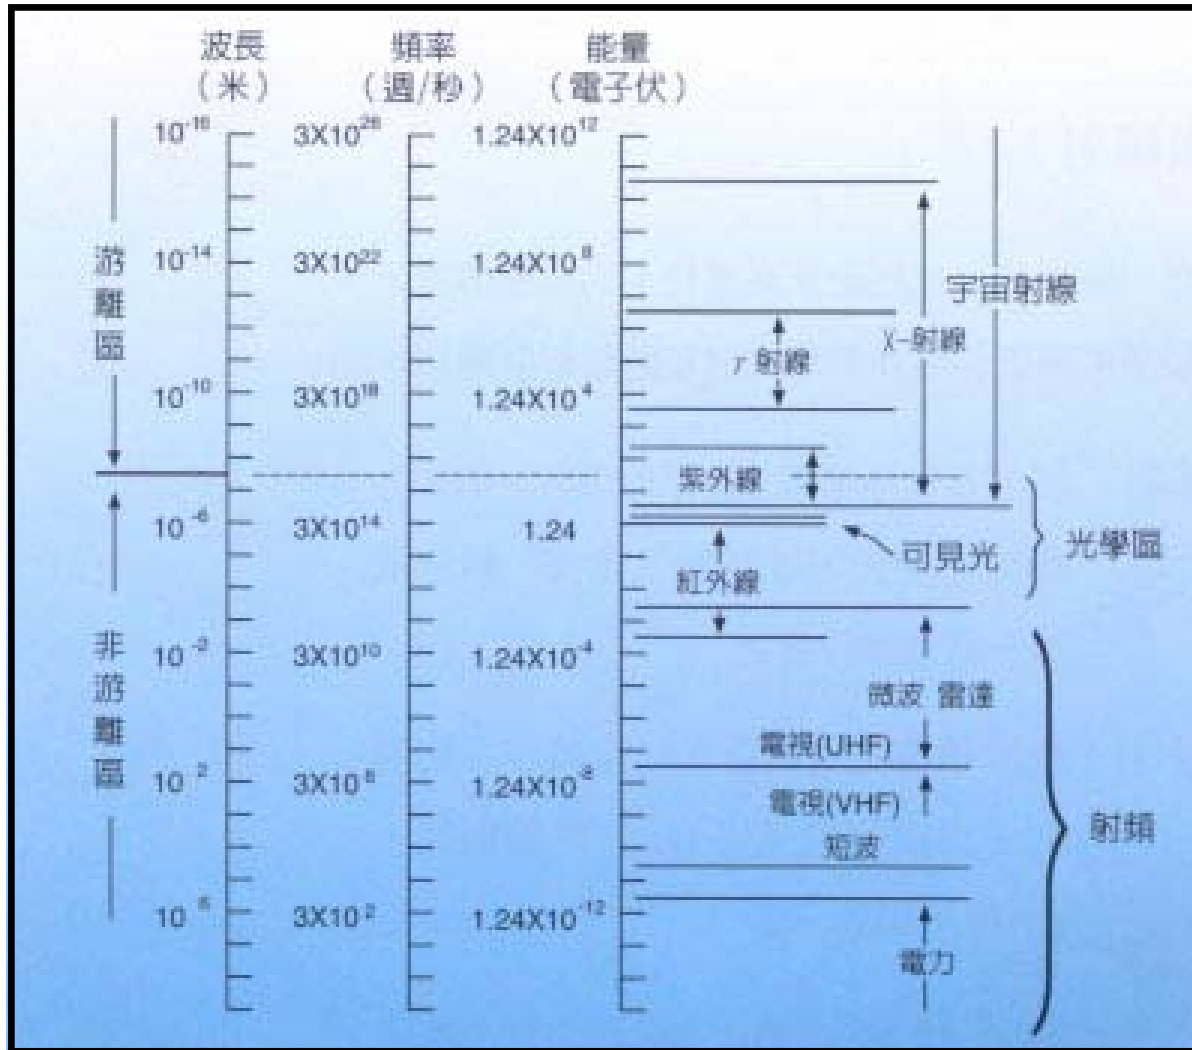 波長 頻率 能量
（米） （週/秒） （電子伏）
3X10²⁶ 1.24X10¹²
10⁻¹⁴ 3X10²² 1.24X10⁸
10⁻¹⁰ 3X10¹⁸ 1.24X10⁴
10⁻⁶ 3X10¹⁴ 1.24
10⁻² 3X10¹⁰ 1.24X10⁻⁴
10² 3X10⁶ 1.24X10⁻⁸
10⁶ 3X10² 1.24X10⁻¹²
游離區
非游離區
宇宙射線
X-射線
γ射線
紫外線
可見光
光學區
紅外線
微波 雷達
電視(UHF)
電視(VHF)
短波
射頻
電力